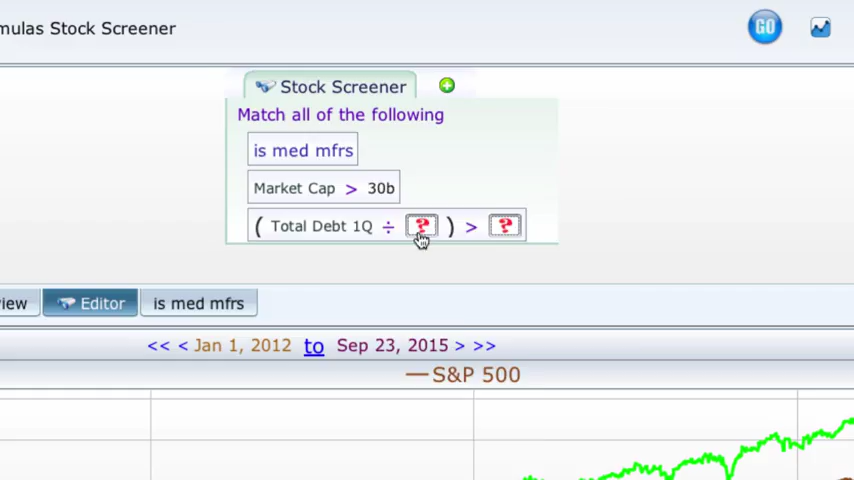 mulas Stock Screener
GO
Stock Screener
Match all of the following
is med mfrs
Market Cap > 30b
( Total Debt 1Q ÷ ? ) > ?
iew Editor is med mfrs
<< < Jan 1, 2012 to Sep 23, 2015 > >>
S&P 500